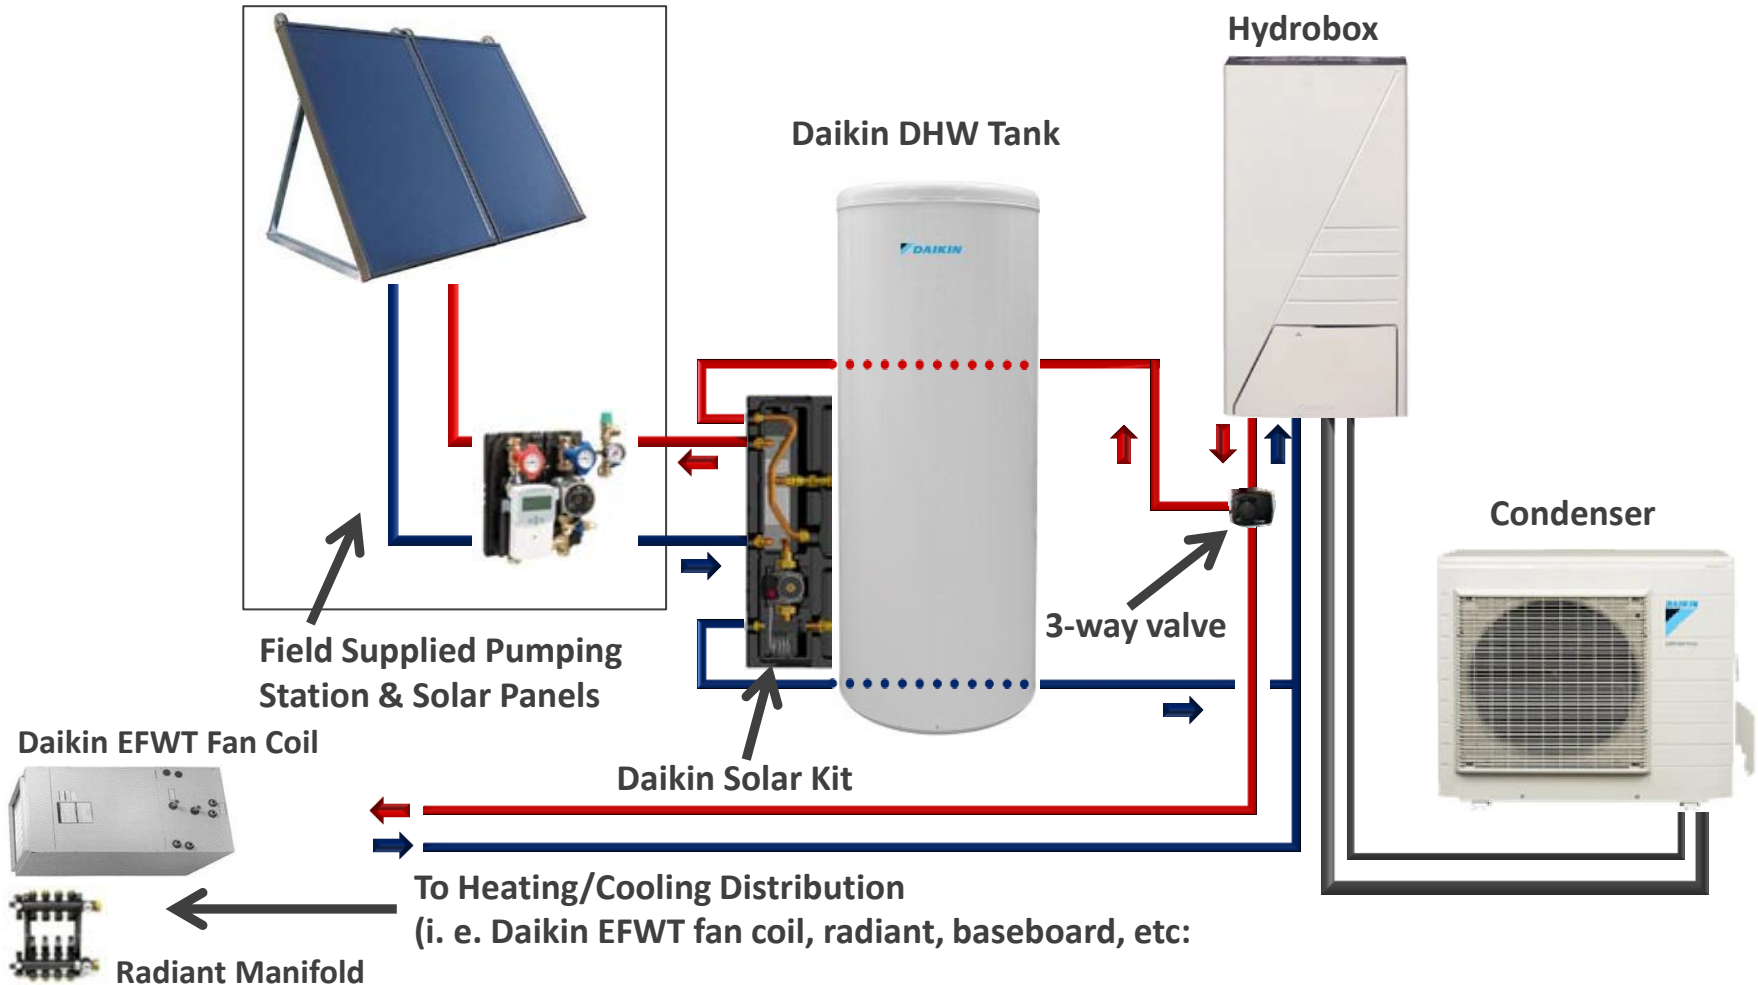 Hydrobox
Daikin DHW Tank
DAIKIN
Condenser
DAIKIN
3-way valve
Field Supplied Pumping
Station & Solar Panels
Daikin EFWT Fan Coil
Daikin Solar Kit
To Heating/Cooling Distribution
(i. e. Daikin EFWT fan coil, radiant, baseboard, etc:
Radiant Manifold